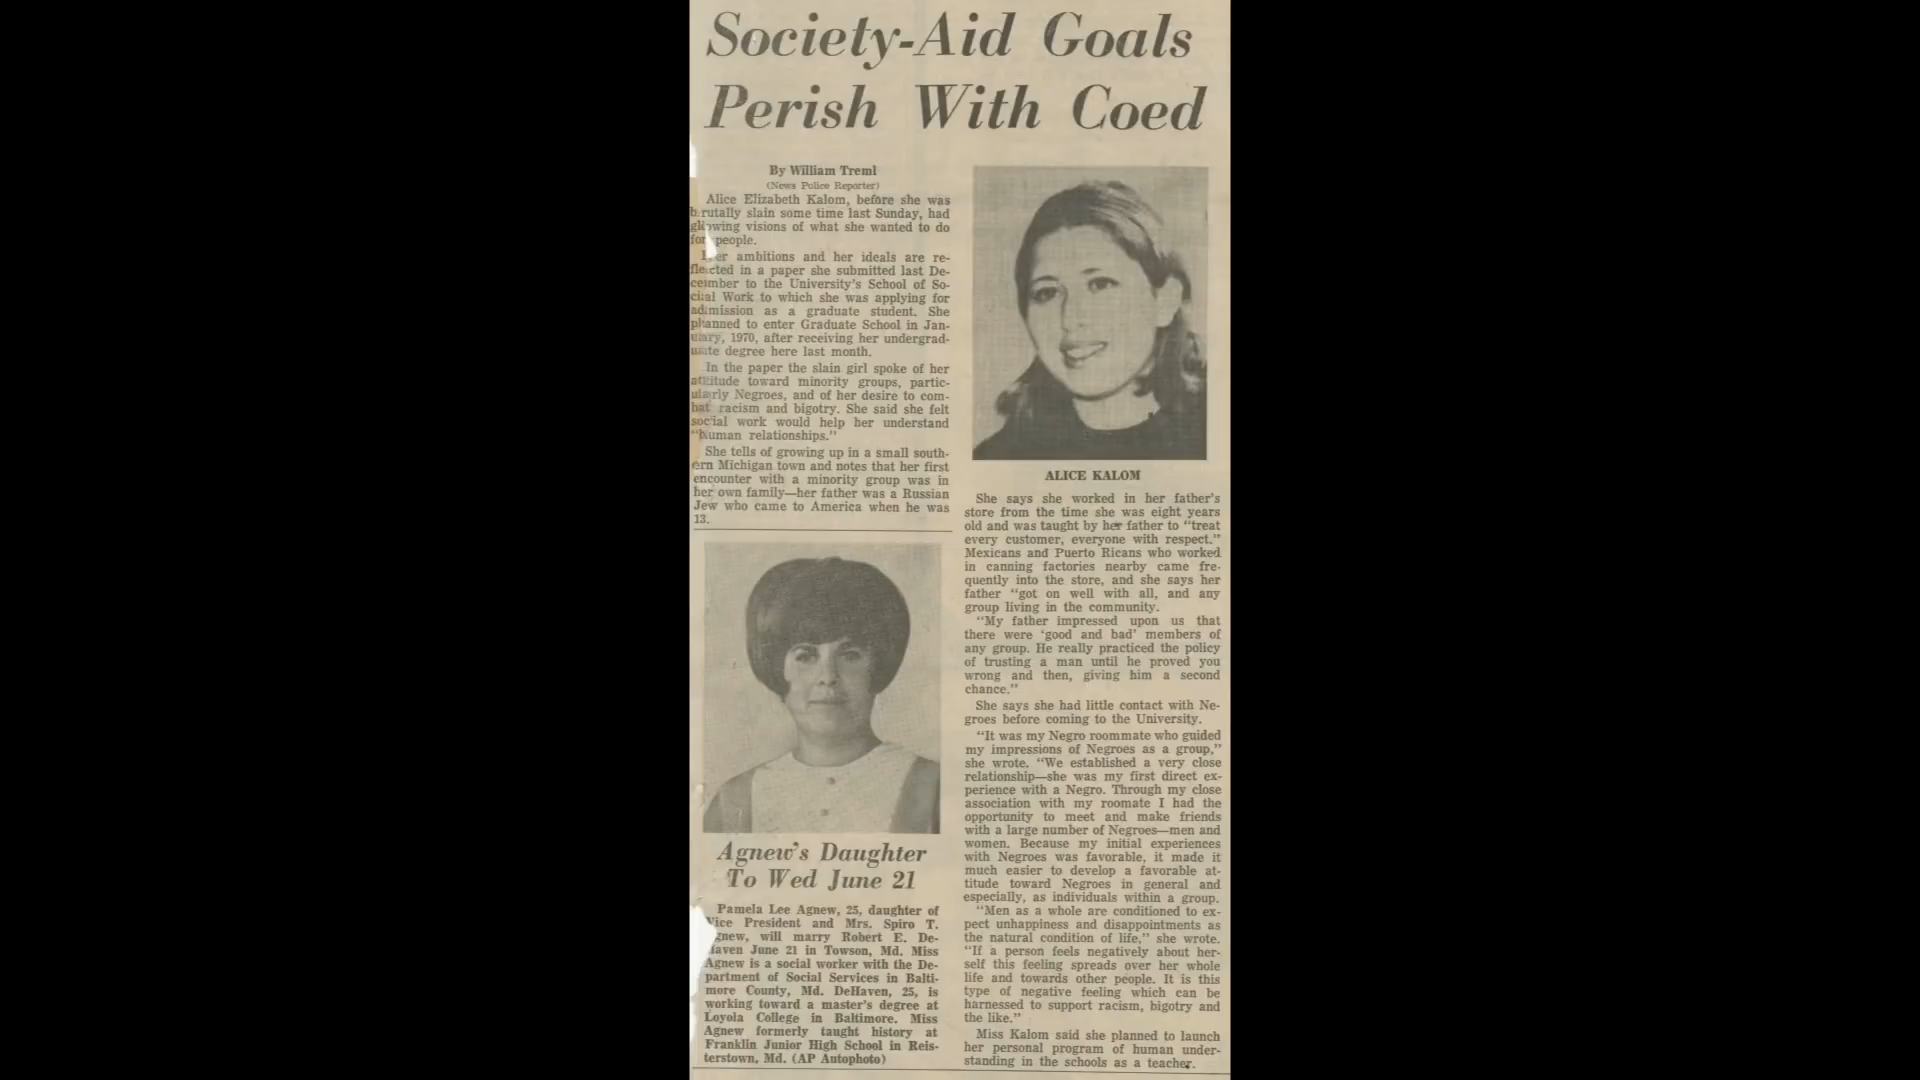 Society-Aid Goals
Perish With Coed
By William Treml
(News Police Reporter)
Alice Elizabeth Kalom, before she was
brutally slain some time last Sunday, had
glowing visions of what she wanted to do
for people.
Her ambitions and her ideals are re-
flected in a paper she submitted last De-
cember to the University's School of So-
cial Work to which she was applying for
admission as a graduate student. She
planned to enter Graduate School in Jan-
uary, 1970, after receiving her undergrad-
uate degree here last month.
In the paper the slain girl spoke of her
attitude toward minority groups, partic-
ularly Negroes, and of her desire to com-
bat racism and bigotry. She said she felt
social work would help her understand
"human relationships."
She tells of growing up in a small south-
ern Michigan town and notes that her first
encounter with a minority group was in
her own family—her father was a Russian
Jew who came to America when he was
13.
ALICE KALOM
She says she worked in her father's
store from the time she was eight years
old and was taught by her father to "treat
every customer, everyone with respect."
Mexicans and Puerto Ricans who worked
in canning factories nearby came fre-
quently into the store, and she says her
father "got on well with all, and any
group living in the community.
"My father impressed upon us that
there were 'good and bad' members of
any group. He really practiced the policy
of trusting a man until he proved you
wrong and then, giving him a second
chance."
She says she had little contact with Ne-
groes before coming to the University.
"It was my Negro roommate who guided
my impressions of Negroes as a group,"
she wrote. "We established a very close
relationship—she was my first direct ex-
perience with a Negro. Through my close
association with my roomate I had the
opportunity to meet and make friends
with a large number of Negroes—men and
women. Because my initial experiences
with Negroes was favorable, it made it
much easier to develop a favorable at-
titude toward Negroes in general and
especially, as individuals within a group.
"Men as a whole are conditioned to ex-
pect unhappiness and disappointments as
the natural condition of life," she wrote.
"If a person feels negatively about her-
self this feeling spreads over her whole
life and towards other people. It is this
type of negative feeling which can be
harnessed to support racism, bigotry and
the like."
Miss Kalom said she planned to launch
her personal program of human under-
standing in the schools as a teacher.
Agnew's Daughter
To Wed June 21
Pamela Lee Agnew, 25, daughter of
Vice President and Mrs. Spiro T.
Agnew, will marry Robert E. De-
Haven June 21 in Towson, Md. Miss
Agnew is a social worker with the De-
partment of Social Services in Balti-
more County, Md. DeHaven, 25, is
working toward a master's degree at
Loyola College in Baltimore. Miss
Agnew formerly taught history at
Franklin Junior High School in Reis-
terstown, Md. (AP Autophoto)